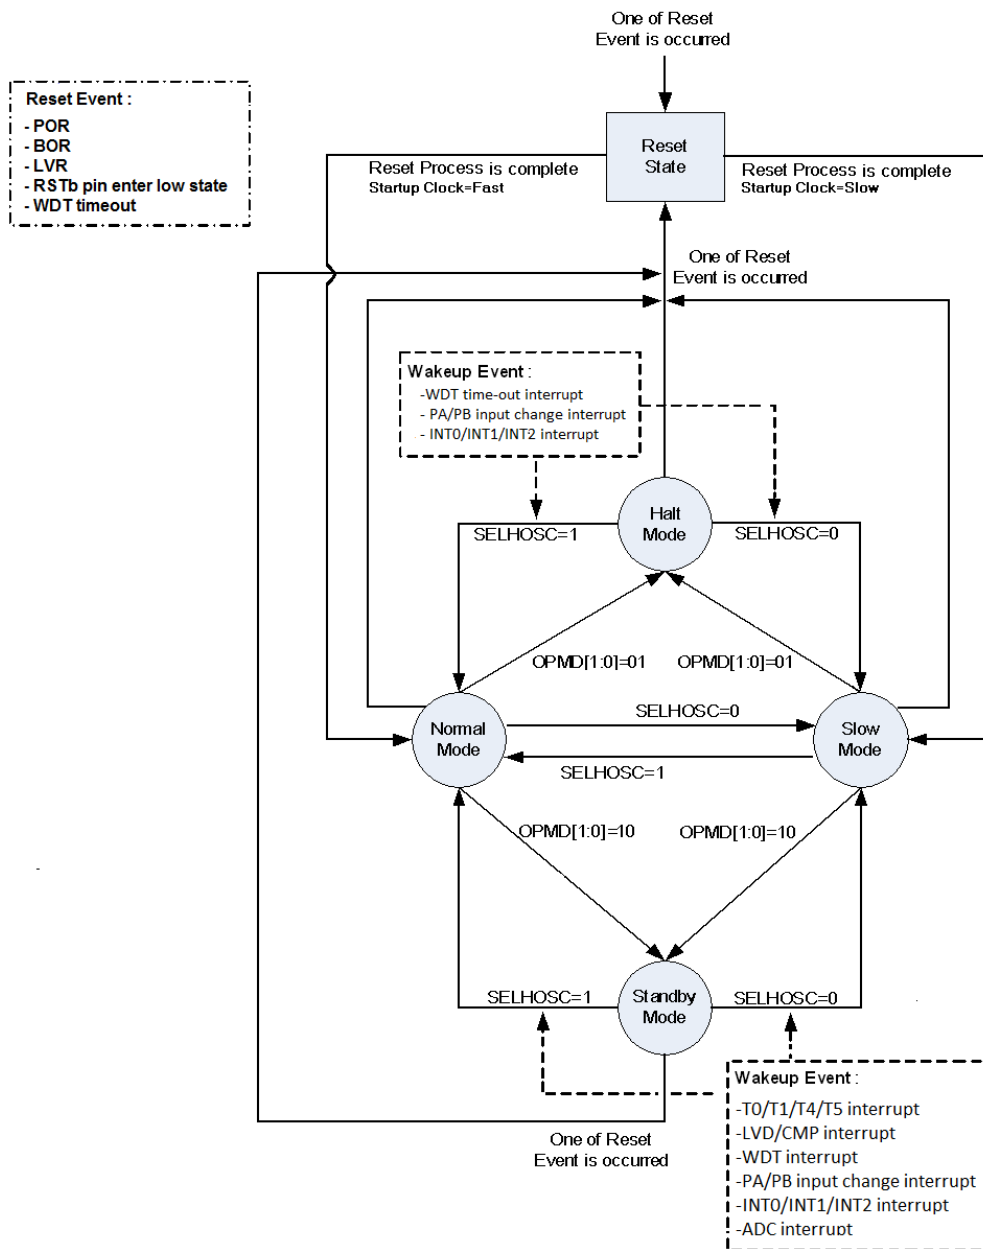 One of Reset
Event is occurred
Reset Event :
- POR
- BOR
- LVR
- RSTb pin enter low state
- WDT timeout
Reset
State
Reset Process is complete
Startup Clock=Fast
Reset Process is complete
Startup Clock=Slow
One of Reset
Event is occurred
Wakeup Event :
-WDT time-out interrupt
- PA/PB input change interrupt
- INT0/INT1/INT2 interrupt
Halt
Mode
SELHOSC=1
SELHOSC=0
OPMD[1:0]=01
OPMD[1:0]=01
Normal
Mode
SELHOSC=0
Slow
Mode
SELHOSC=1
OPMD[1:0]=10
OPMD[1:0]=10
Standby
Mode
SELHOSC=1
SELHOSC=0
One of Reset
Event is occurred
Wakeup Event :
-T0/T1/T4/T5 interrupt
-LVD/CMP interrupt
-WDT interrupt
-PA/PB input change interrupt
-INT0/INT1/INT2 interrupt
-ADC interrupt